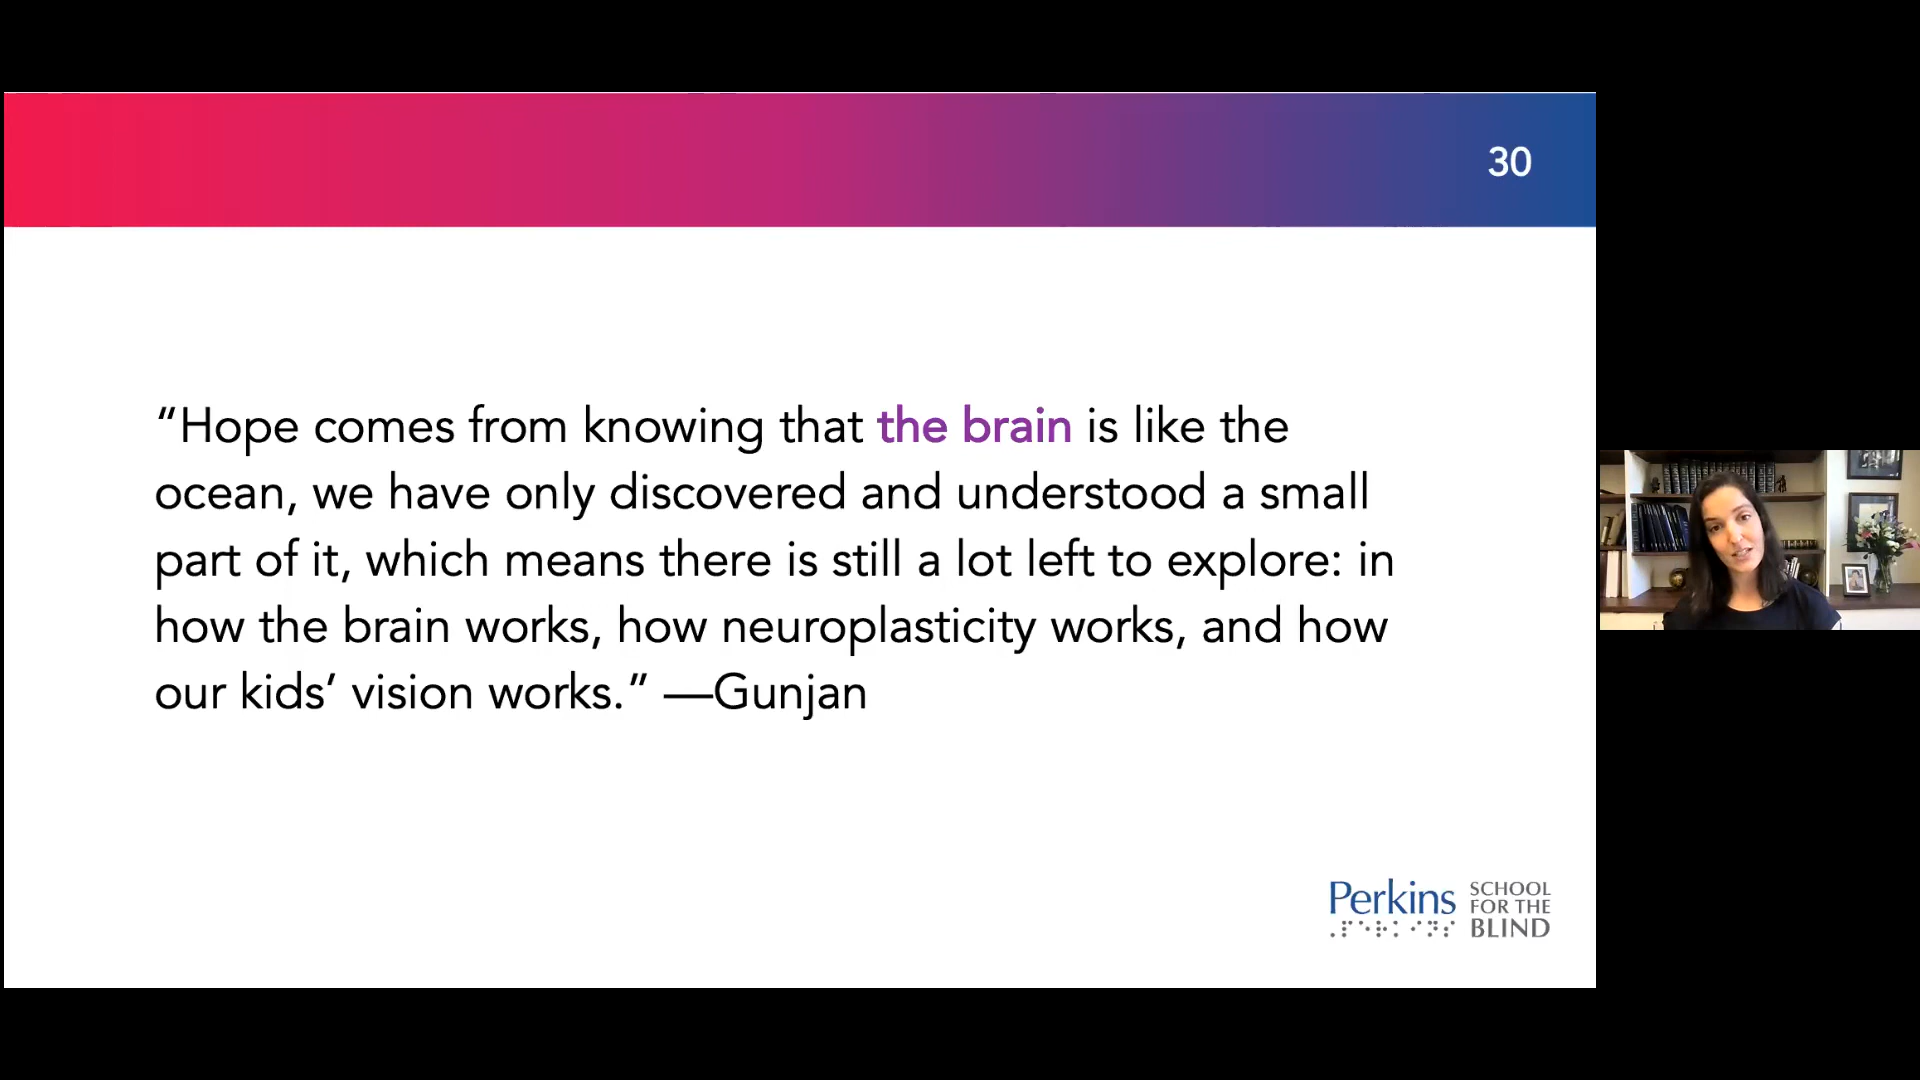 30
“Hope comes from knowing that the brain is like the
ocean, we have only discovered and understood a small
part of it, which means there is still a lot left to explore: in
how the brain works, how neuroplasticity works, and how
our kids’ vision works.” —Gunjan
Perkins
SCHOOL
FOR THE
BLIND